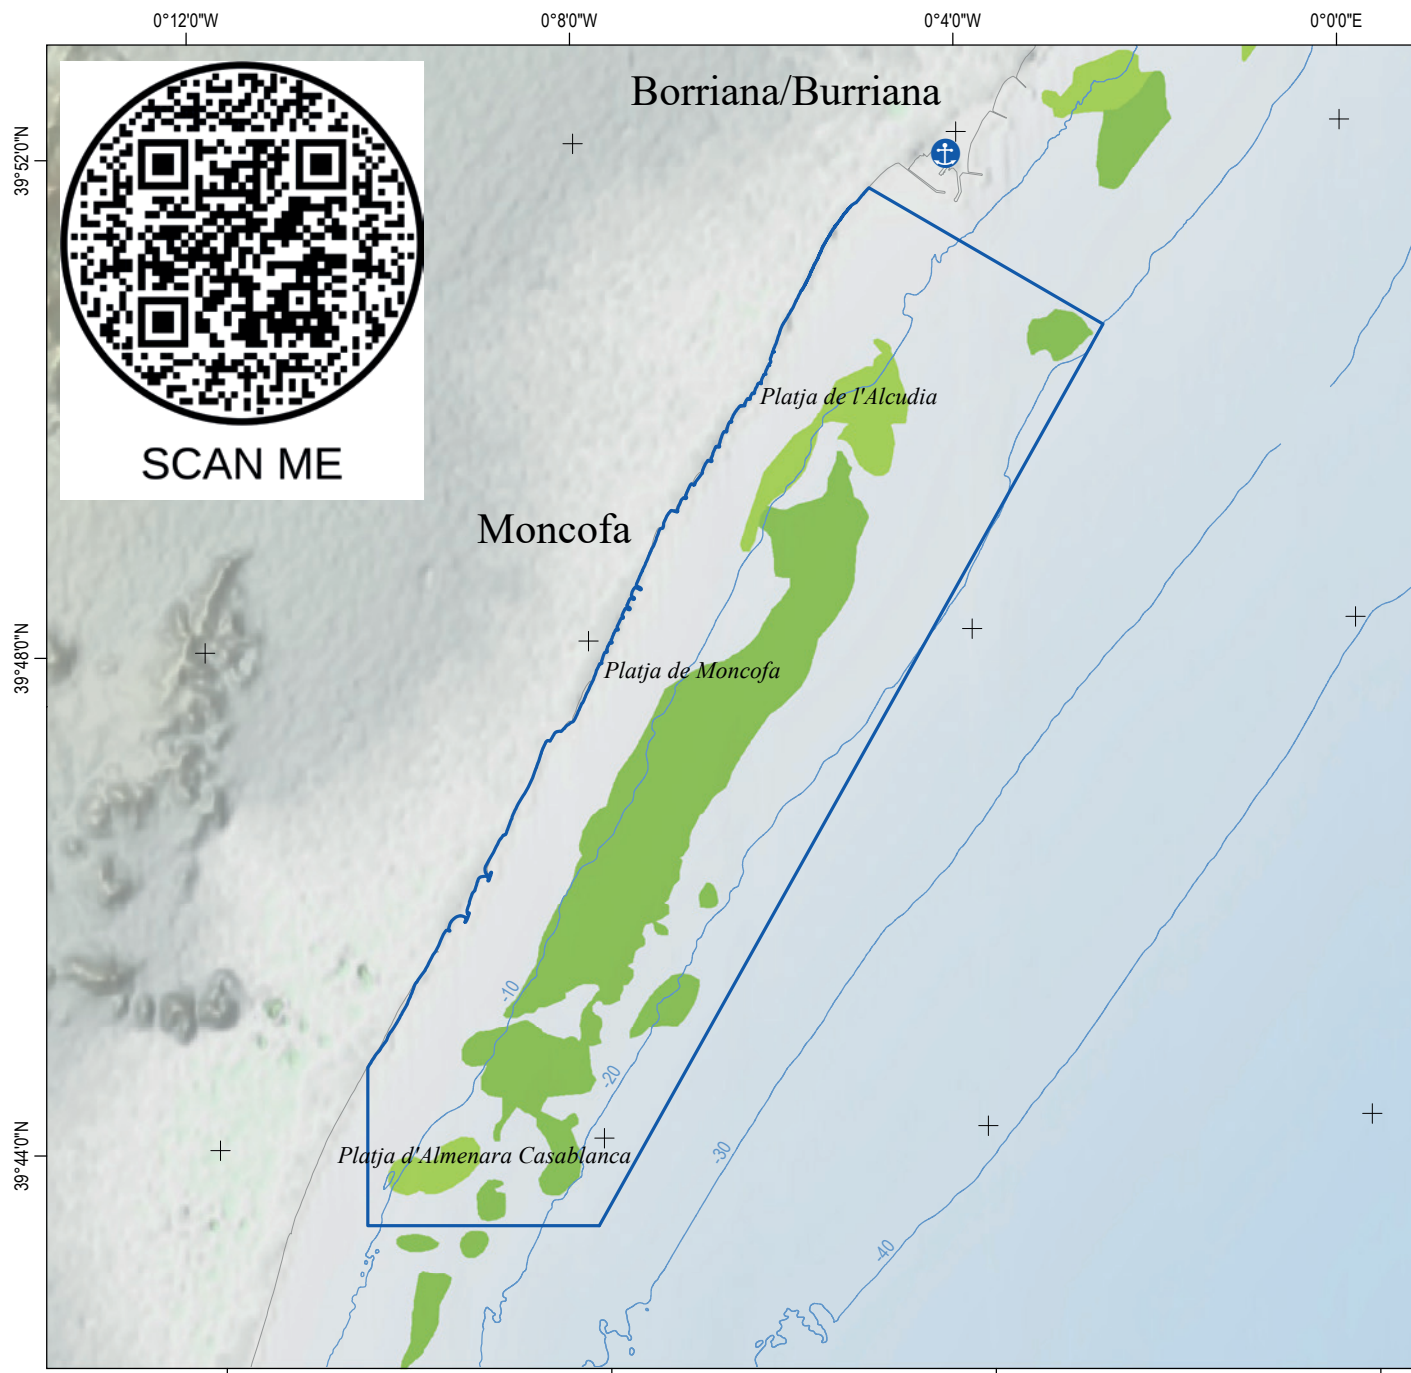 0°12'0"W 0°8'0"W 0°4'0"W 0°0'0"E
39°52'0"N
39°48'0"N
39°44'0"N
SCAN ME
Borriana/Burriana
Platja de l'Alcudia
Moncofa
Platja de Moncofa
-10
-20
Platja d'Almenara Casablanca
-30
-40